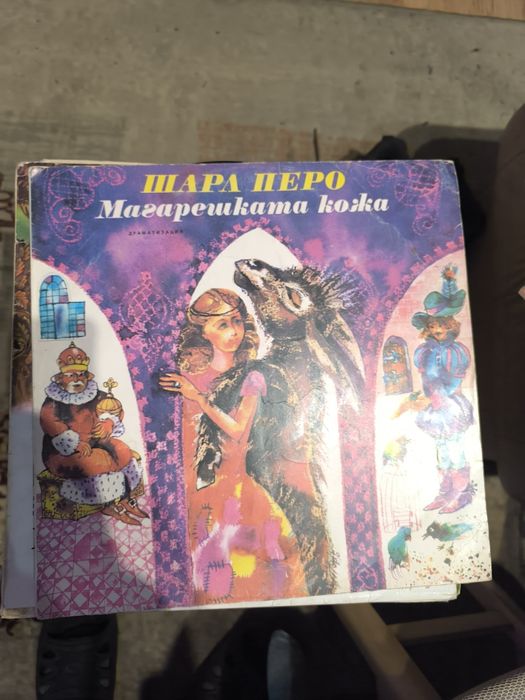 ШАРЛ ПЕРО
Магарешката кожа
ДРАМАТИЗАЦИЯ